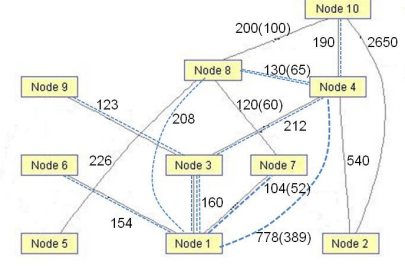 Node 10
200(100)
190
2650
Node 8
130(65)
Node 9
Node 4
123
120(60)
208
212
Node 6
226
Node 3
Node 7
540
104(52)
160
154
Node 5
Node 1
778(389)
Node 2